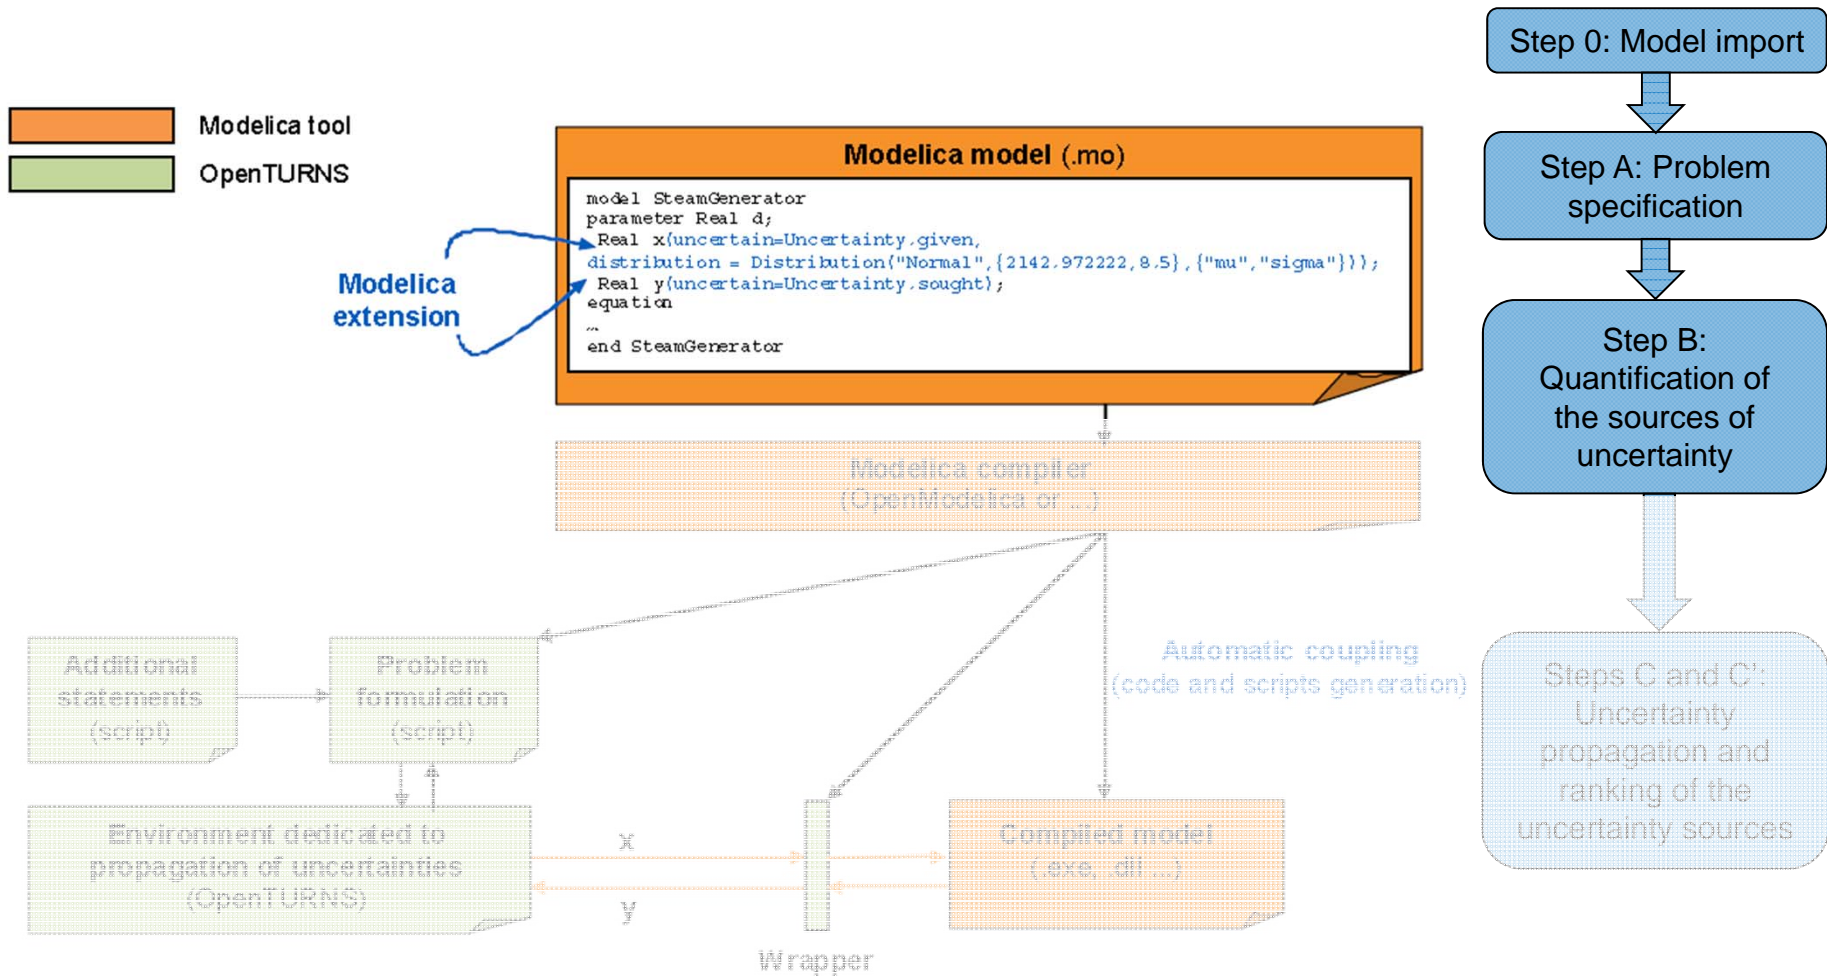 Step 0: Model import
Modelica tool
OpenTURNS
Modelica model (.mo)
model SteamGenerator
parameter Real d;
Real x(uncertain=Uncertainty.given,
distribution = Distribution("Normal",{2142.972222,8.5},{"mu","sigma"}));
Real y(uncertain=Uncertainty.sought);
equation
...
end SteamGenerator
Modelica
extension
Step A: Problem
specification
Step B:
Quantification of
the sources of
uncertainty
Modelica compiler
(OpenModelica or ...)
Automatic coupling
(code and scripts generation)
Additional
statements
(script)
Problem
formulation
(script)
Steps C and C':
Uncertainty
propagation and
ranking of the
uncertainty sources
Environment dedicated to
propagation of uncertainties
(OpenTURNS)
x
y
Wrapper
Compiled model
(.exe, .dll ...)